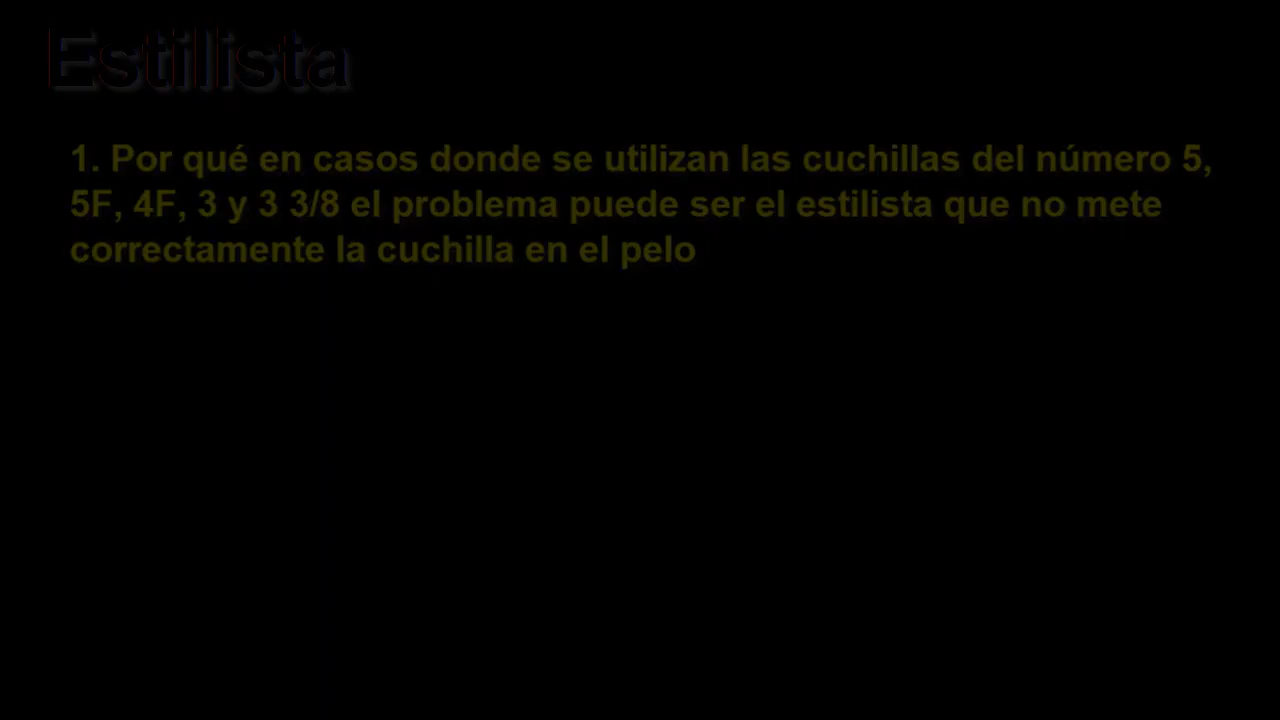 Estilista
1. Por qué en casos donde se utilizan las cuchillas del número 5,
5F, 4F, 3 y 3 3/8 el problema puede ser el estilista que no mete
correctamente la cuchilla en el pelo